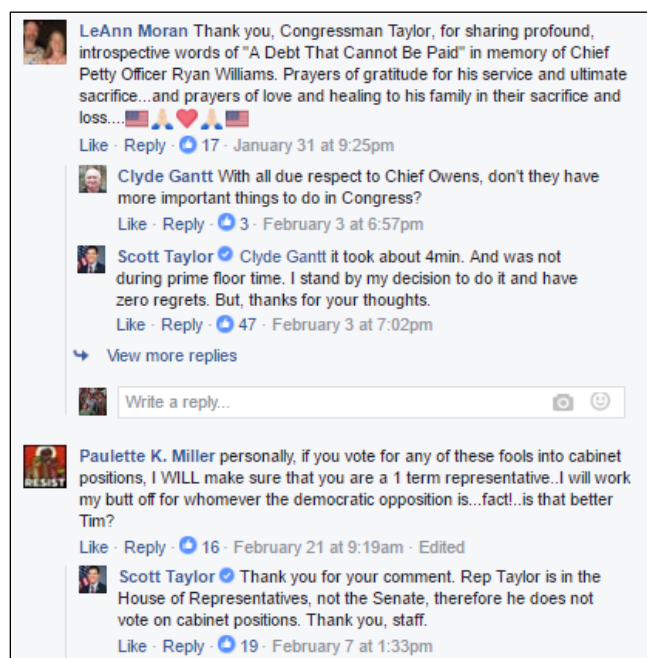 LeAnn Moran Thank you, Congressman Taylor, for sharing profound,
introspective words of "A Debt That Cannot Be Paid" in memory of Chief
Petty Officer Ryan Williams. Prayers of gratitude for his service and ultimate
sacrifice...and prayers of love and healing to his family in their sacrifice and
loss....🇺🇸🙏❤️🙏🇺🇸
Like · Reply · 17 · January 31 at 9:25pm
Clyde Gantt With all due respect to Chief Owens, don't they have
more important things to do in Congress?
Like · Reply · 3 · February 3 at 6:57pm
Scott Taylor Clyde Gantt it took about 4min. And was not
during prime floor time. I stand by my decision to do it and have
zero regrets. But, thanks for your thoughts.
Like · Reply · 47 · February 3 at 7:02pm
View more replies
Write a reply...
RESIST
Paulette K. Miller personally, if you vote for any of these fools into cabinet
positions, I WILL make sure that you are a 1 term representative..I will work
my butt off for whomever the democratic opposition is...fact!..is that better
Tim?
Like · Reply · 16 · February 21 at 9:19am · Edited
Scott Taylor Thank you for your comment. Rep Taylor is in the
House of Representatives, not the Senate, therefore he does not
vote on cabinet positions. Thank you, staff.
Like · Reply · 19 · February 7 at 1:33pm